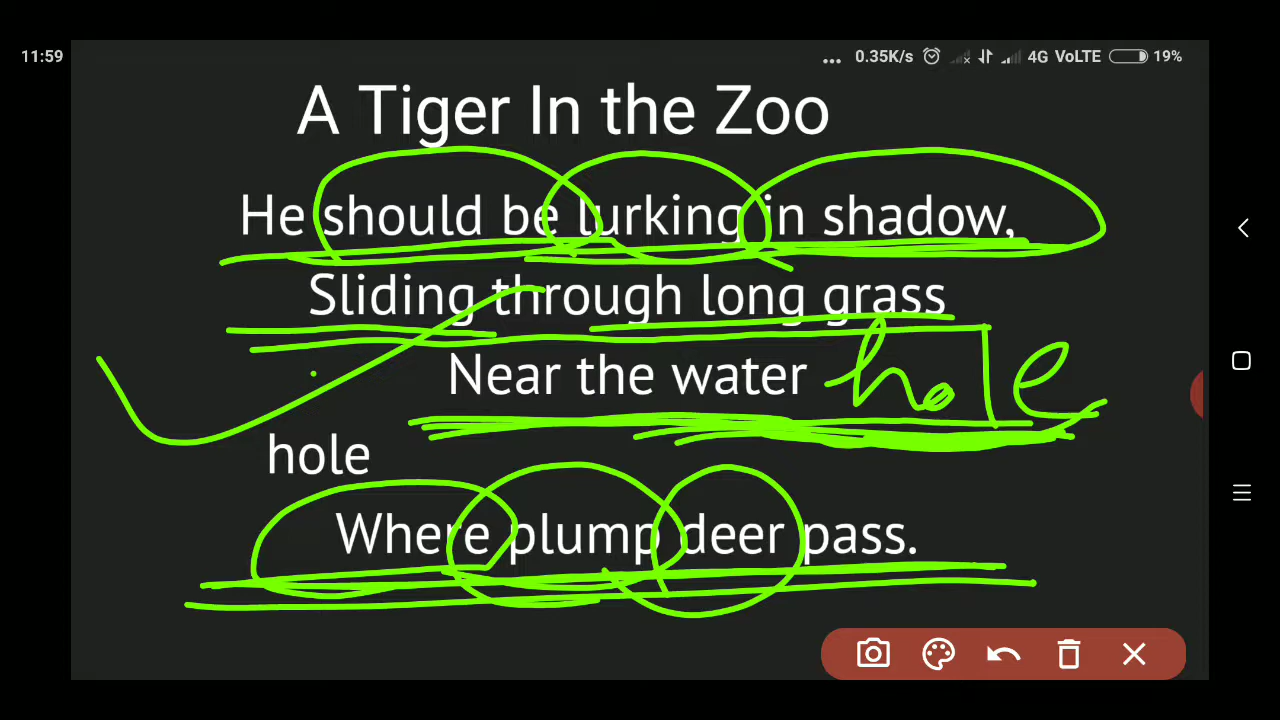 11:59
... 0.35K/s 4G VoLTE 19%
A Tiger In the Zoo
He should be lurking in shadow,
Sliding through long grass
Near the water hole
hole
Where plump deer pass.